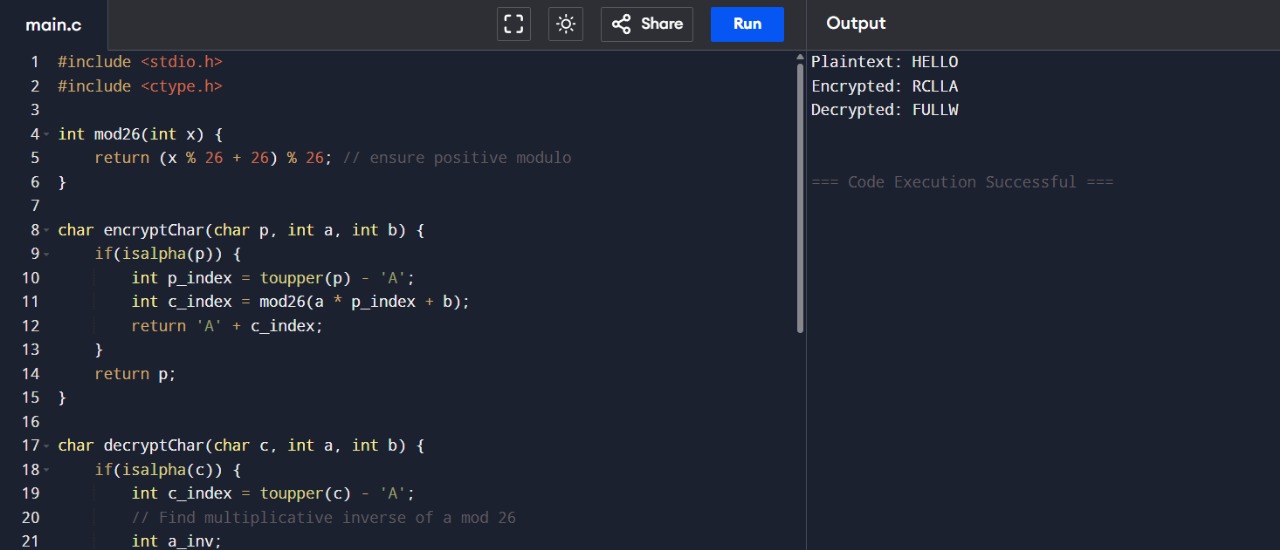 main.c
Share
Run
Output
1 #include <stdio.h>
2 #include <ctype.h>
3
4 int mod26(int x) {
5     return (x % 26 + 26) % 26; // ensure positive modulo
6 }
7
8 char encryptChar(char p, int a, int b) {
9     if(isalpha(p)) {
10         int p_index = toupper(p) - 'A';
11         int c_index = mod26(a * p_index + b);
12         return 'A' + c_index;
13     }
14     return p;
15 }
16
17 char decryptChar(char c, int a, int b) {
18     if(isalpha(c)) {
19         int c_index = toupper(c) - 'A';
20         // Find multiplicative inverse of a mod 26
21         int a_inv;
Plaintext: HELLO
Encrypted: RCLLA
Decrypted: FULLW
=== Code Execution Successful ===